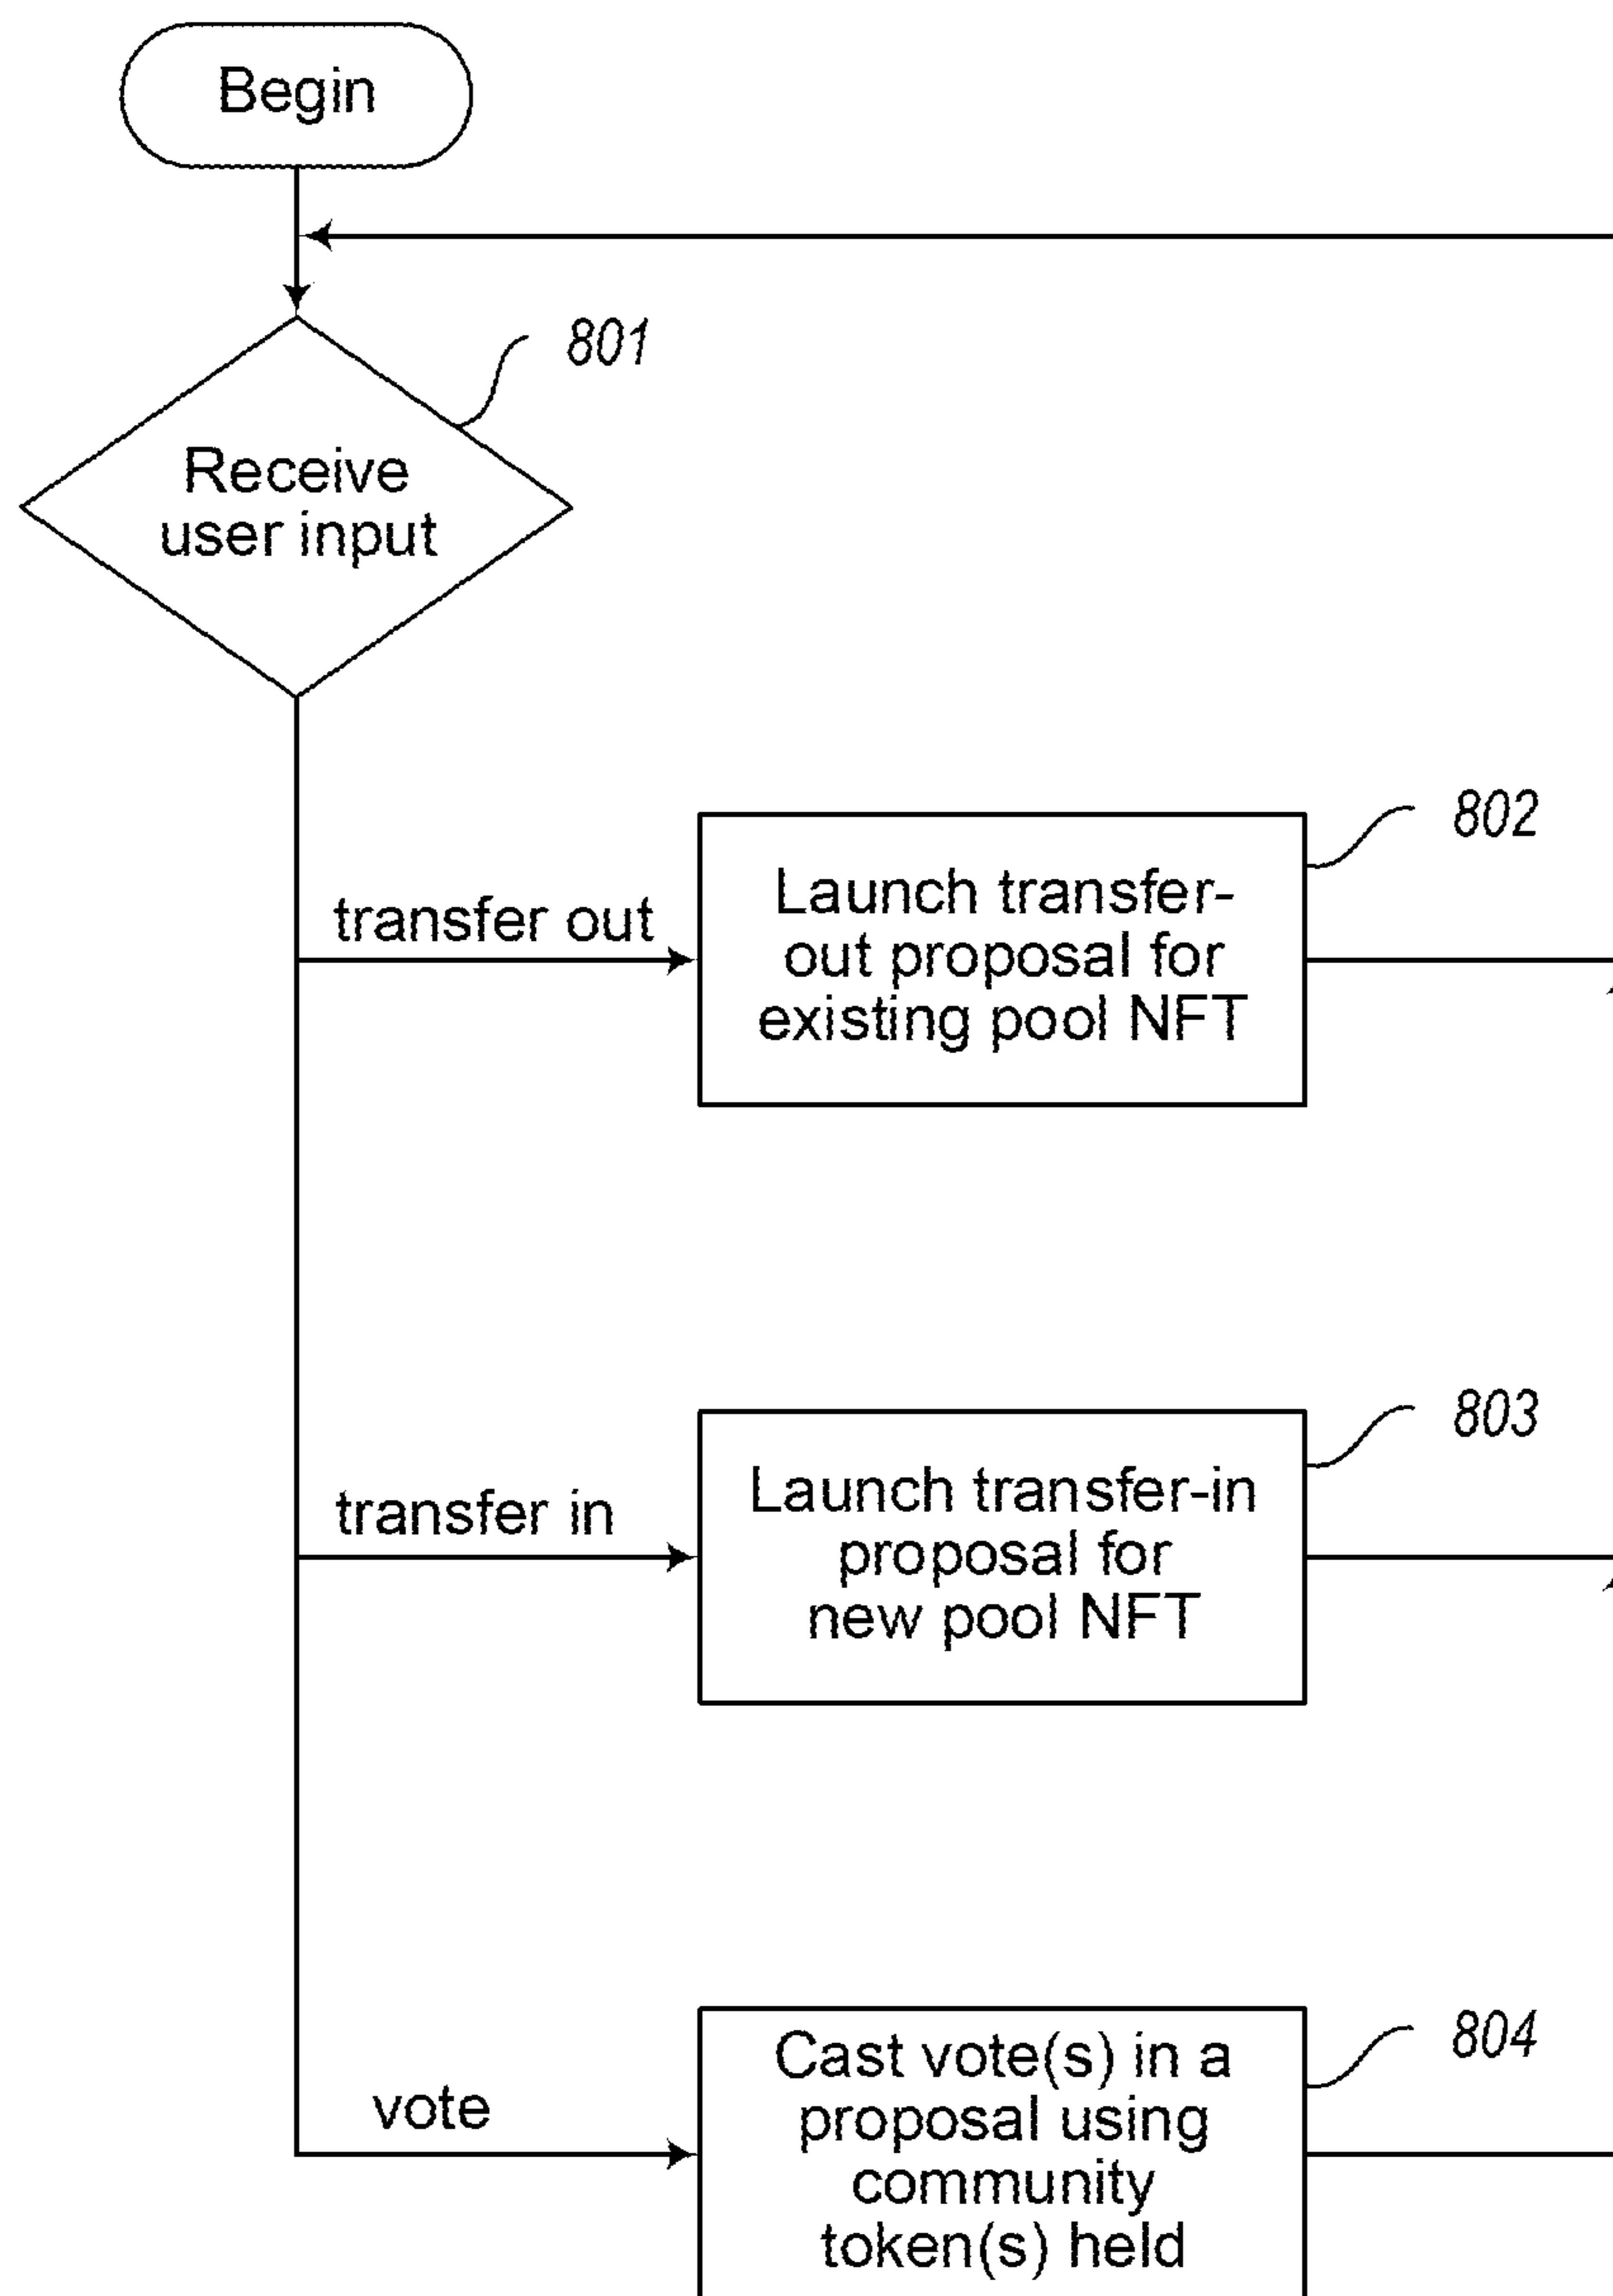 Begin
801
Receive
user input
802
transfer out
Launch transfer-
out proposal for
existing pool NFT
803
transfer in
Launch transfer-in
proposal for
new pool NFT
804
vote
Cast vote(s) in a
proposal using
community
token(s) held